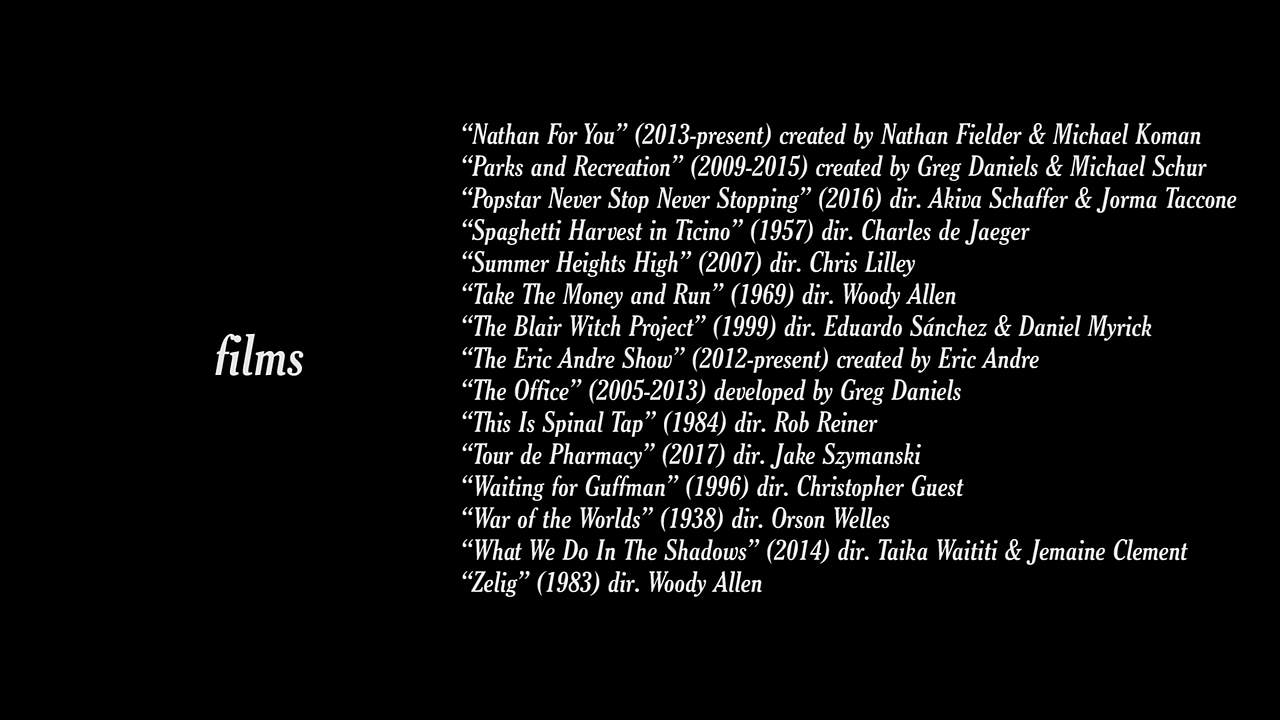 films
“Nathan For You” (2013-present) created by Nathan Fielder & Michael Koman
“Parks and Recreation” (2009-2015) created by Greg Daniels & Michael Schur
“Popstar Never Stop Never Stopping” (2016) dir. Akiva Schaffer & Jorma Taccone
“Spaghetti Harvest in Ticino” (1957) dir. Charles de Jaeger
“Summer Heights High” (2007) dir. Chris Lilley
“Take The Money and Run” (1969) dir. Woody Allen
“The Blair Witch Project” (1999) dir. Eduardo Sánchez & Daniel Myrick
“The Eric Andre Show” (2012-present) created by Eric Andre
“The Office” (2005-2013) developed by Greg Daniels
“This Is Spinal Tap” (1984) dir. Rob Reiner
“Tour de Pharmacy” (2017) dir. Jake Szymanski
“Waiting for Guffman” (1996) dir. Christopher Guest
“War of the Worlds” (1938) dir. Orson Welles
“What We Do In The Shadows” (2014) dir. Taika Waititi & Jemaine Clement
“Zelig” (1983) dir. Woody Allen